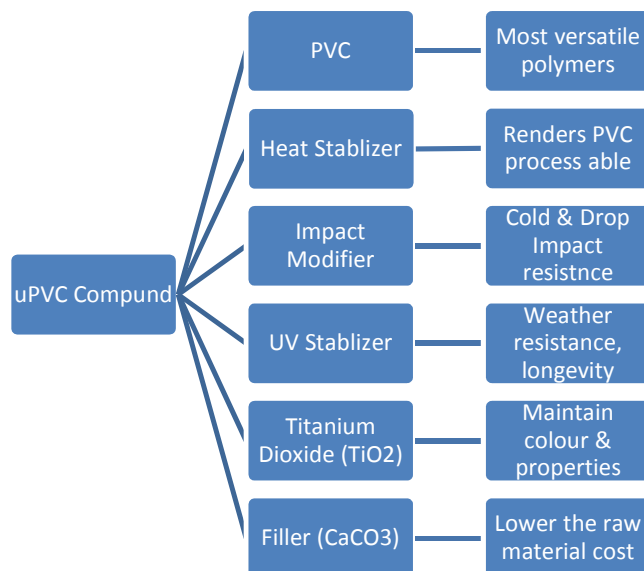 uPVC Compund
PVC
Most versatile
polymers
Heat Stablizer
Renders PVC
process able
Impact
Modifier
Cold & Drop
Impact
resistnce
UV Stablizer
Weather
resistance,
longevity
Titanium
Dioxide (TiO2)
Maintain
colour &
properties
Filler (CaCO3)
Lower the raw
material cost